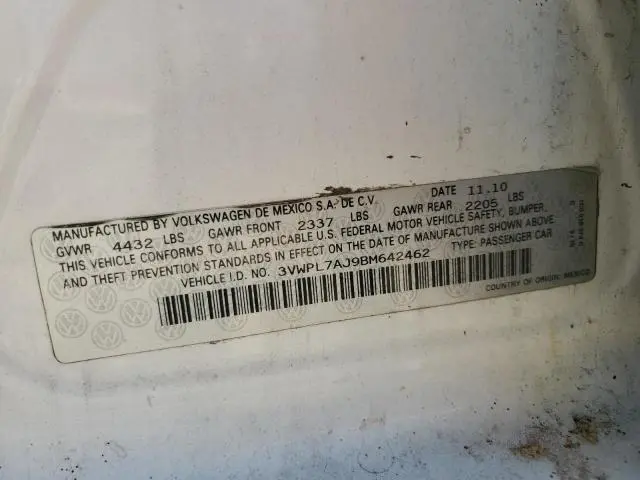 MANUFACTURED BY VOLKSWAGEN DE MEXICO S.A. DE C.V. DATE 11.10
GVWR 4432 LBS GAWR FRONT 2337 LBS GAWR REAR 2205 LBS
THIS VEHICLE CONFORMS TO ALL APPLICABLE U.S. FEDERAL MOTOR VEHICLE SAFETY, BUMPER,
AND THEFT PREVENTION STANDARDS IN EFFECT ON THE DATE OF MANUFACTURE SHOWN ABOVE.
VEHICLE I.D. NO. 3VWPL7AJ9BM642462 TYPE: PASSENGER CAR
COUNTRY OF ORIGIN: MEXICO